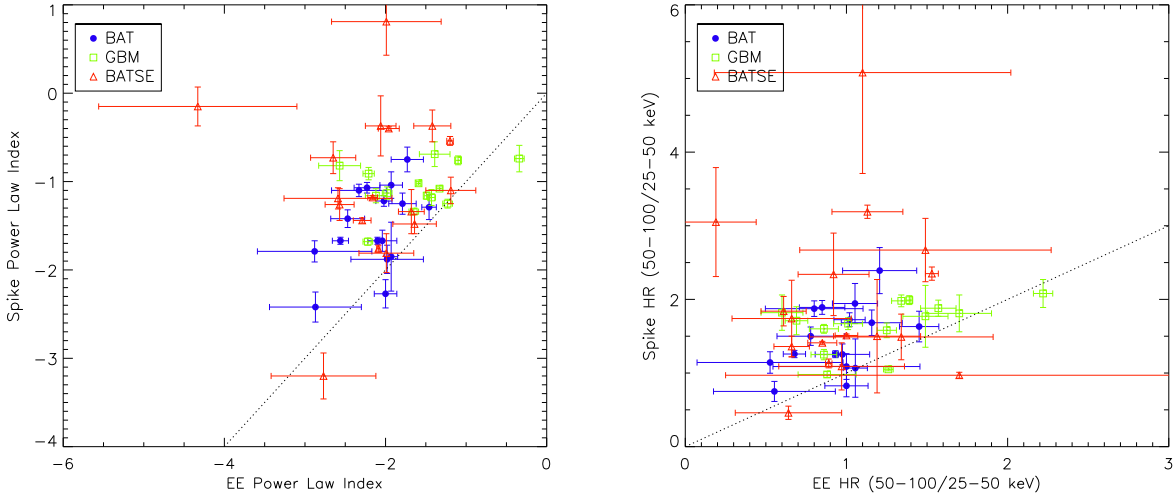 1
0
−1
−2
−3
−4
Spike Power Law Index
BAT
GBM
BATSE
−6
−4
−2
0
EE Power Law Index
6
4
2
0
Spike HR (50−100/25−50 keV)
BAT
GBM
BATSE
0
1
2
3
EE HR (50−100/25−50 keV)